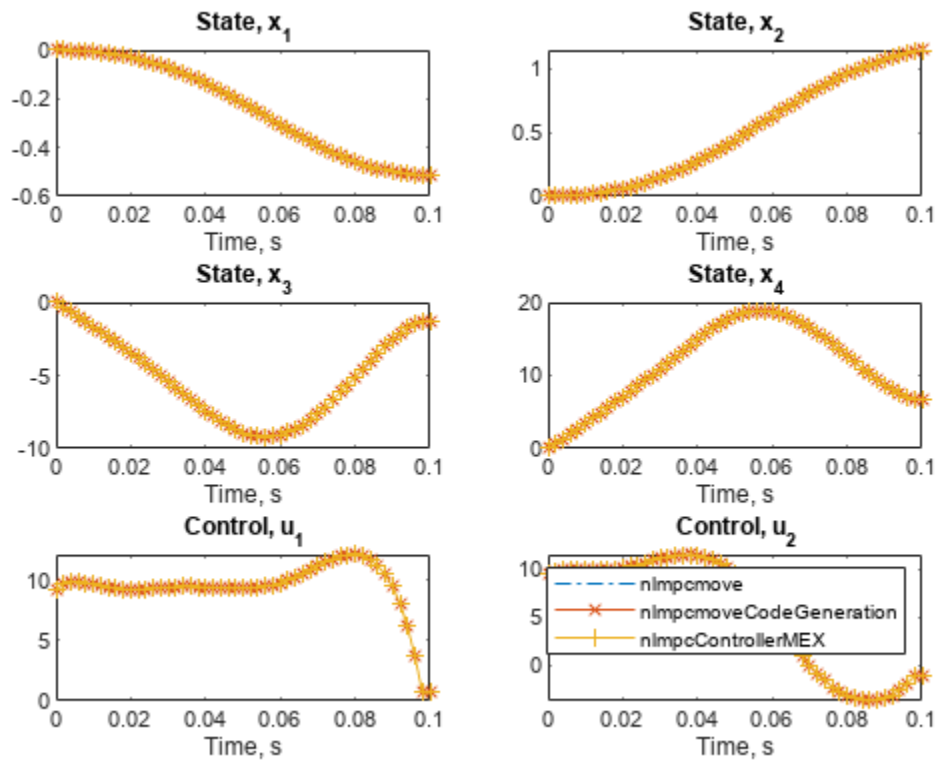 State, x1
State, x2
0
-0.2
-0.4
-0.6
1
0.5
0
0 0.02 0.04 0.06 0.08 0.1
0 0.02 0.04 0.06 0.08 0.1
Time, s
Time, s
State, x3
State, x4
0
-5
-10
20
10
0
0 0.02 0.04 0.06 0.08 0.1
0 0.02 0.04 0.06 0.08 0.1
Time, s
Time, s
Control, u1
Control, u2
10
5
0
10
5
0
nlmpcmove
nlmpcmoveCodeGeneration
nlmpcControllerMEX
0 0.02 0.04 0.06 0.08 0.1
0 0.02 0.04 0.06 0.08 0.1
Time, s
Time, s